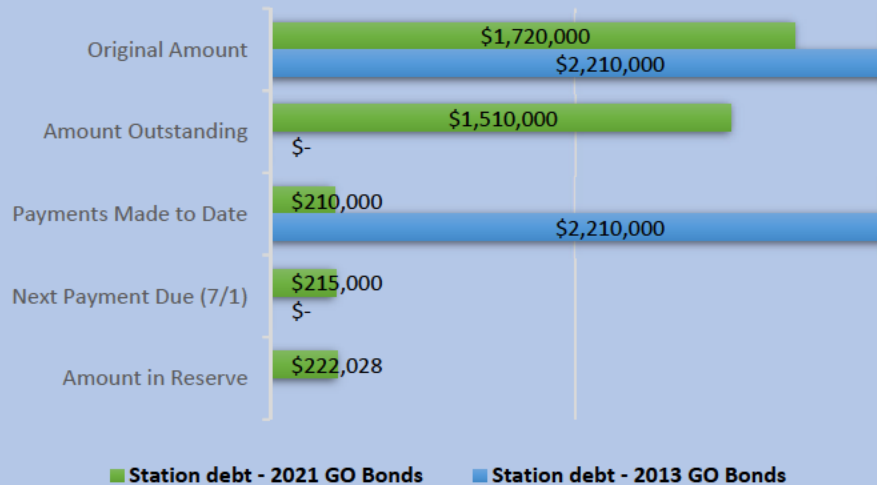 Original Amount
$1,720,000
$2,210,000
Amount Outstanding
$1,510,000
$-
Payments Made to Date
$210,000
$2,210,000
Next Payment Due (7/1)
$215,000
$-
Amount in Reserve
$222,028
Station debt - 2021 GO Bonds
Station debt - 2013 GO Bonds